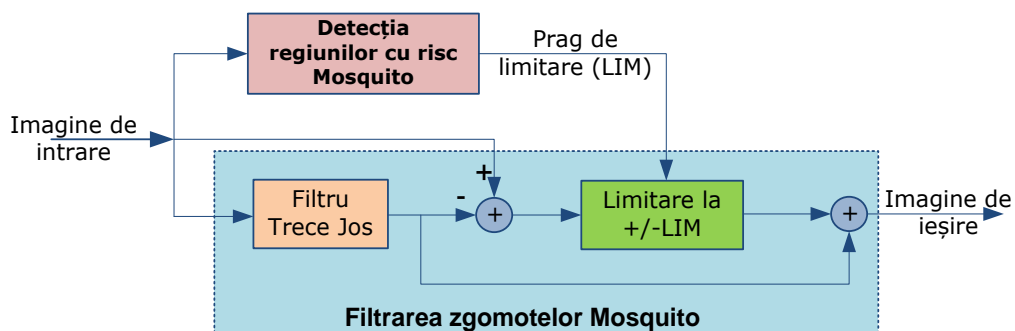 Detecția
regiunilor cu risc
Mosquito
Prag de
limitare (LIM)
Imagine de
intrare
+
-
Filtru
Trece Jos
+
Limitare la
+/-LIM
+
Imagine de
ieșire
Filtrarea zgomotelor Mosquito